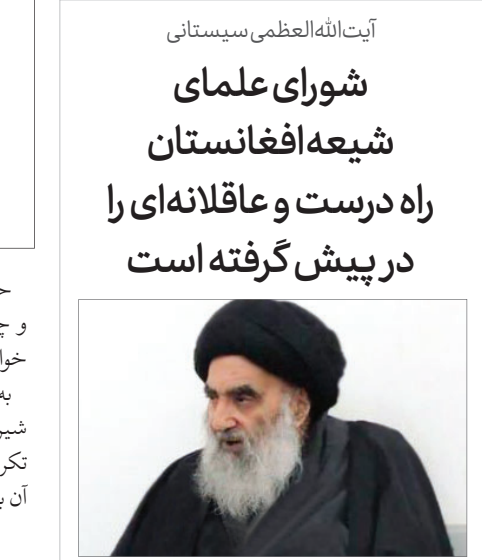 آیت‌الله‌العظمی سیستانی
شورای علمای
شیعه افغانستان
راه درست و عاقلانه‌ای را
در پیش گرفته است